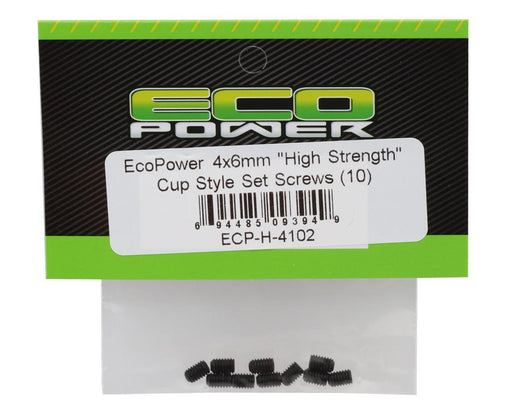 ECO
POWER
EcoPower 4x6mm "High Strength"
Cup Style Set Screws (10)
6 94485 09394 9
ECP-H-4102